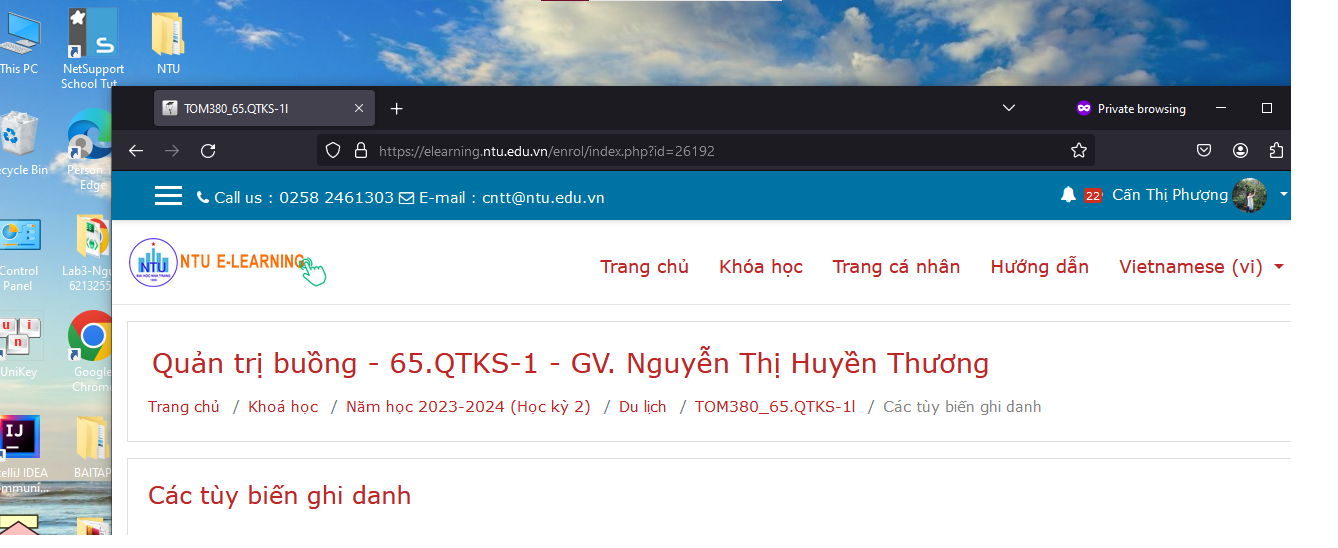 This PC
NetSupport
School Tut...
NTU
TOM380_65.QTKS-1l
Private browsing
https://elearning.ntu.edu.vn/enrol/index.php?id=26192
ecycle Bin
Person
Edge
Call us : 0258 2461303 E-mail : cntt@ntu.edu.vn
22
Cấn Thị Phượng
NTU
NTU E-LEARNING
Trang chủ Khóa học Trang cá nhân Hướng dẫn Vietnamese (vi)
Control
Panel
Lab3-Ngu
6213255
Quản trị buồng - 65.QTKS-1 - GV. Nguyễn Thị Huyền Thương
UniKey
Google
Chrom
Trang chủ / Khoá học / Năm học 2023-2024 (Học kỳ 2) / Du lịch / TOM380_65.QTKS-1l / Các tùy biến ghi danh
IJ
telliJ IDEA
ommuni...
BAITAP
Các tùy biến ghi danh